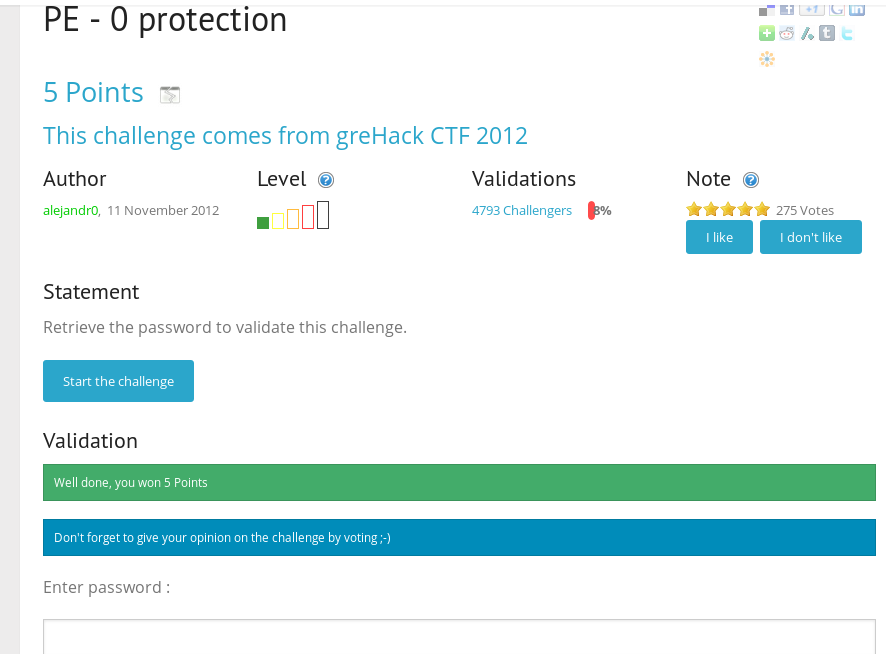 PE - 0 protection
5 Points
This challenge comes from greHack CTF 2012
Author Level Validations Note
alejandr0, 11 November 2012 4793 Challengers 3% 275 Votes
I like I don't like
Statement
Retrieve the password to validate this challenge.
Start the challenge
Validation
Well done, you won 5 Points
Don't forget to give your opinion on the challenge by voting ;-)
Enter password :